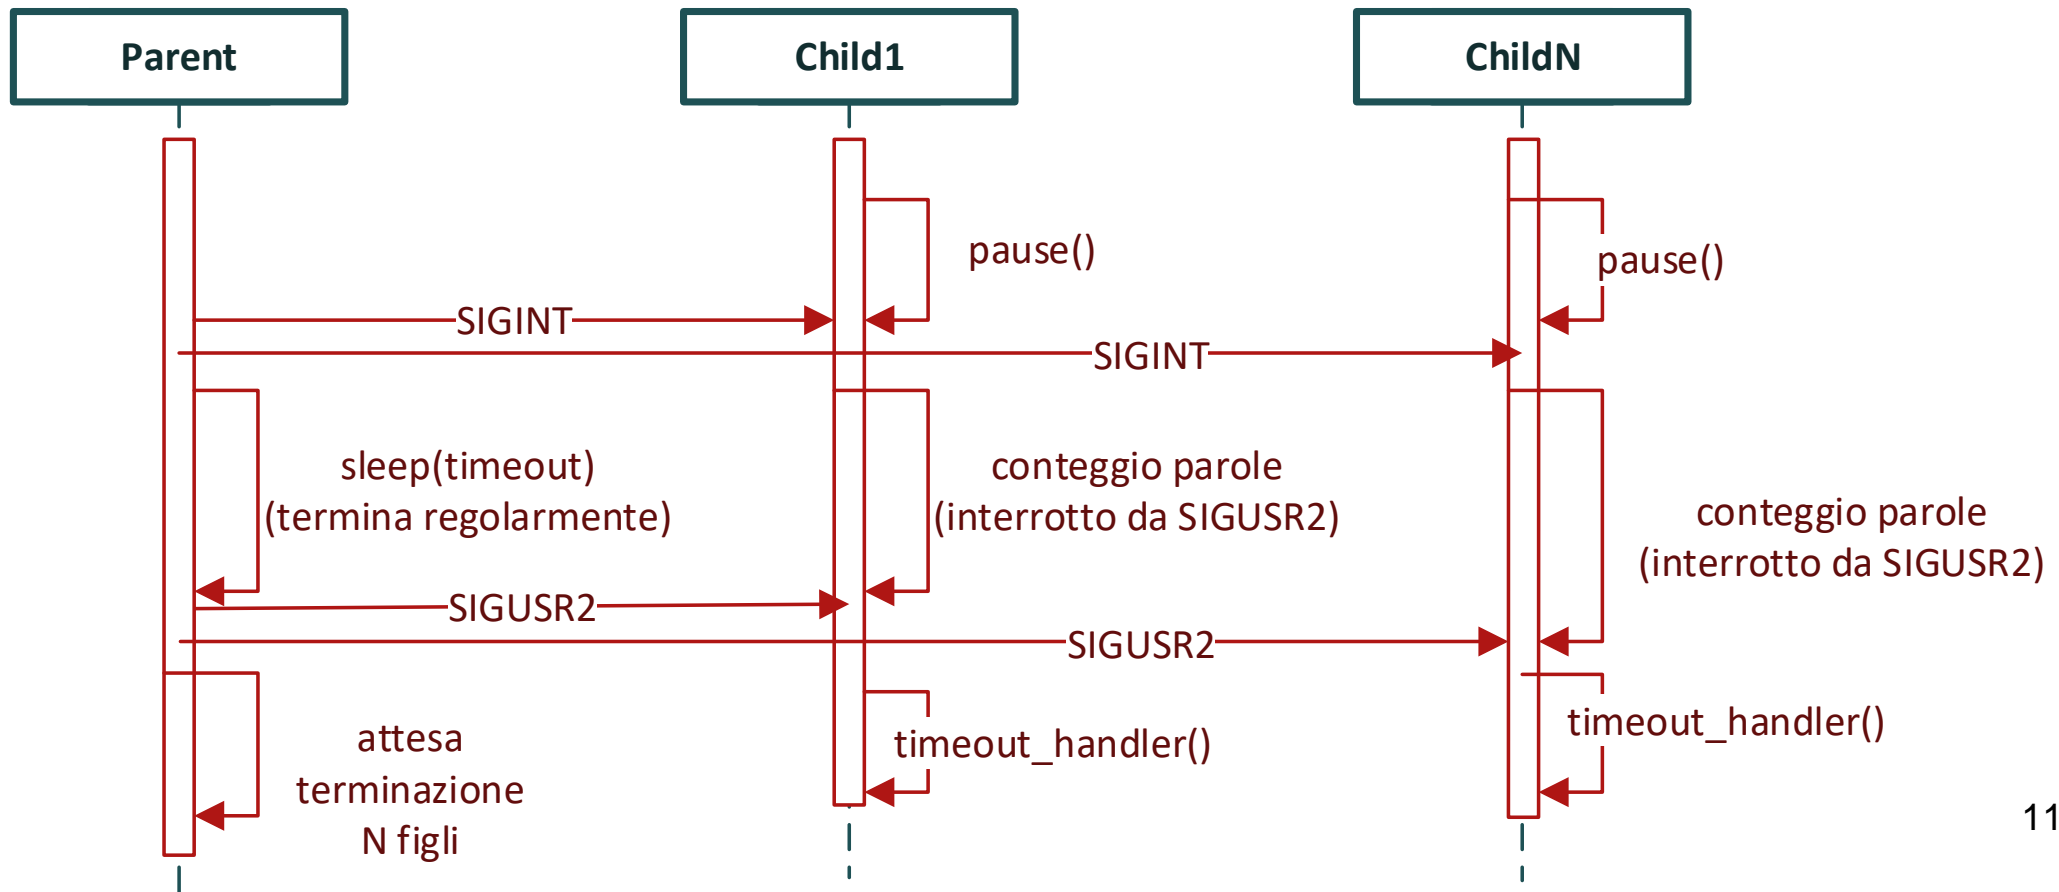 Parent
Child1
ChildN
pause()
pause()
SIGINT
SIGINT
sleep(timeout)
(termina regolarmente)
conteggio parole
(interrotto da SIGUSR2)
conteggio parole
(interrotto da SIGUSR2)
SIGUSR2
SIGUSR2
attesa
terminazione
N figli
timeout_handler()
timeout_handler()
11